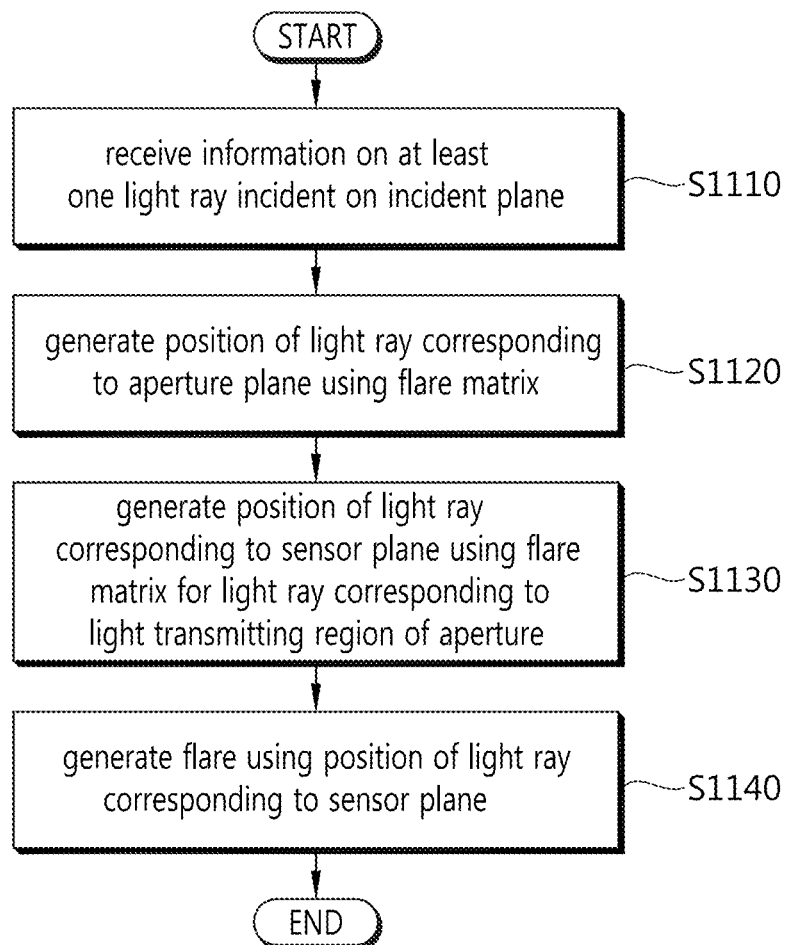 START
receive information on at least
one light ray incident on incident plane
S1110
generate position of light ray corresponding
to aperture plane using flare matrix
S1120
generate position of light ray
corresponding to sensor plane using flare
matrix for light ray corresponding to
light transmitting region of aperture
S1130
generate flare using position of light ray
corresponding to sensor plane
S1140
END